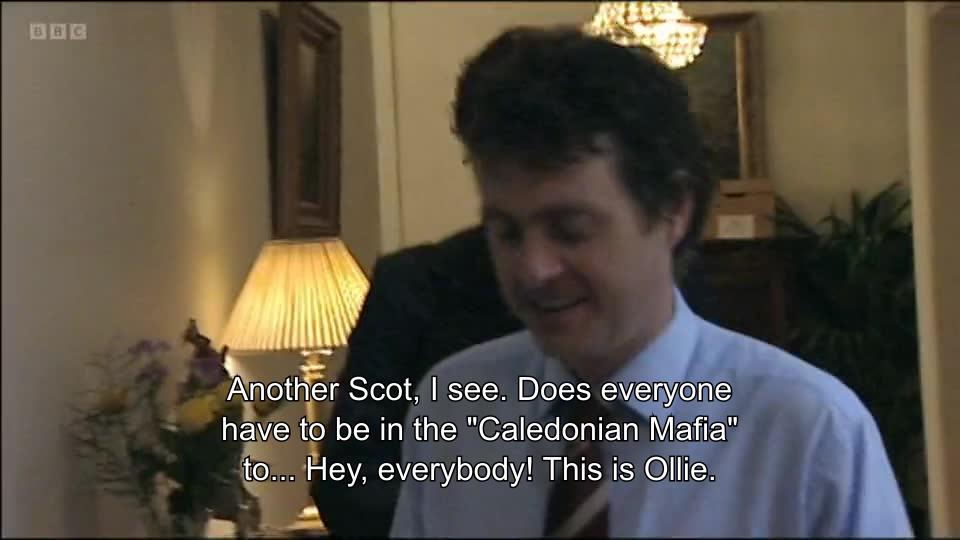 BBC
Another Scot, I see. Does everyone
have to be in the "Caledonian Mafia"
to... Hey, everybody! This is Ollie.